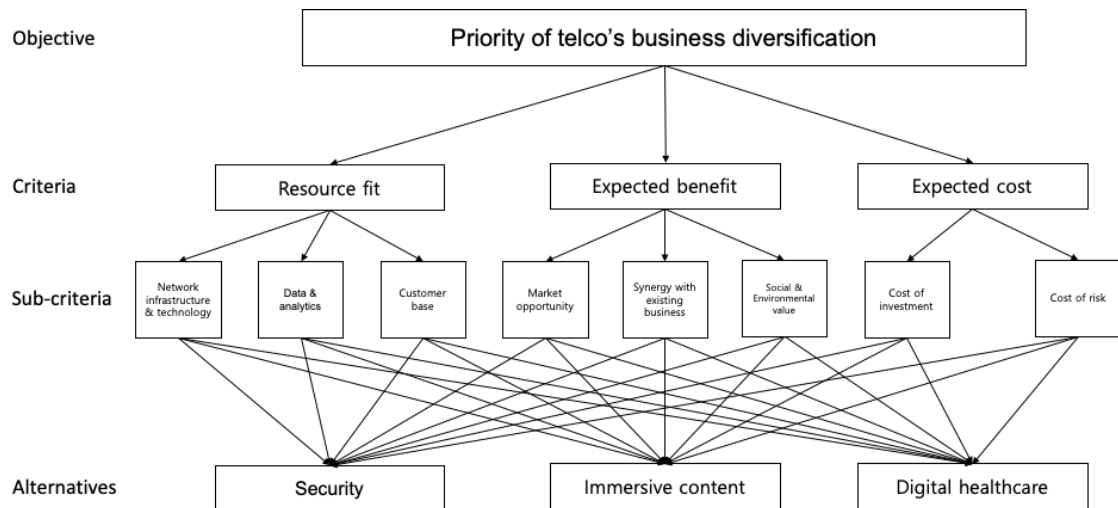 Objective
Priority of telco's business diversification
Criteria
Resource fit
Expected benefit
Expected cost
Sub-criteria
Network
infrastructure
& technology
Data &
analytics
Customer
base
Market
opportunity
Synergy with
existing
business
Social &
Environmental
value
Cost of
investment
Cost of risk
Alternatives
Security
Immersive content
Digital healthcare